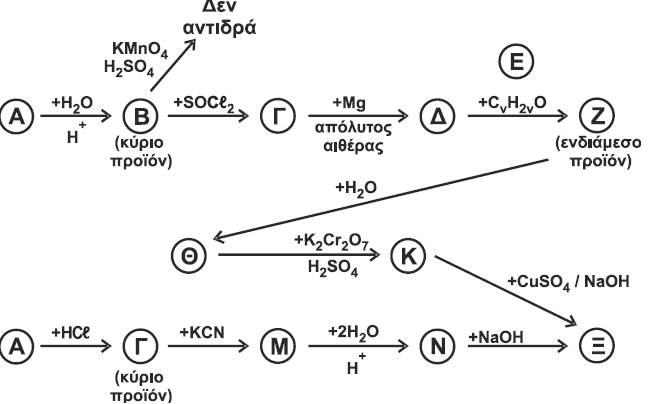 Δεν
αντιδρά
KMnO₄
H₂SO₄
Ε
Α +H₂O Β +SOCℓ₂ Γ +Mg Δ +CᵥH₂ᵥO Ζ
H⁺ (κύριο προϊόν) απόλυτος αιθέρας (ενδιάμεσο προϊόν)
+H₂O
Θ +K₂Cr₂O₇ Κ
H₂SO₄
+CuSO₄ / NaOH
Α +HCℓ Γ +KCN Μ +2H₂O Ν +NaOH Ξ
(κύριο προϊόν) H⁺